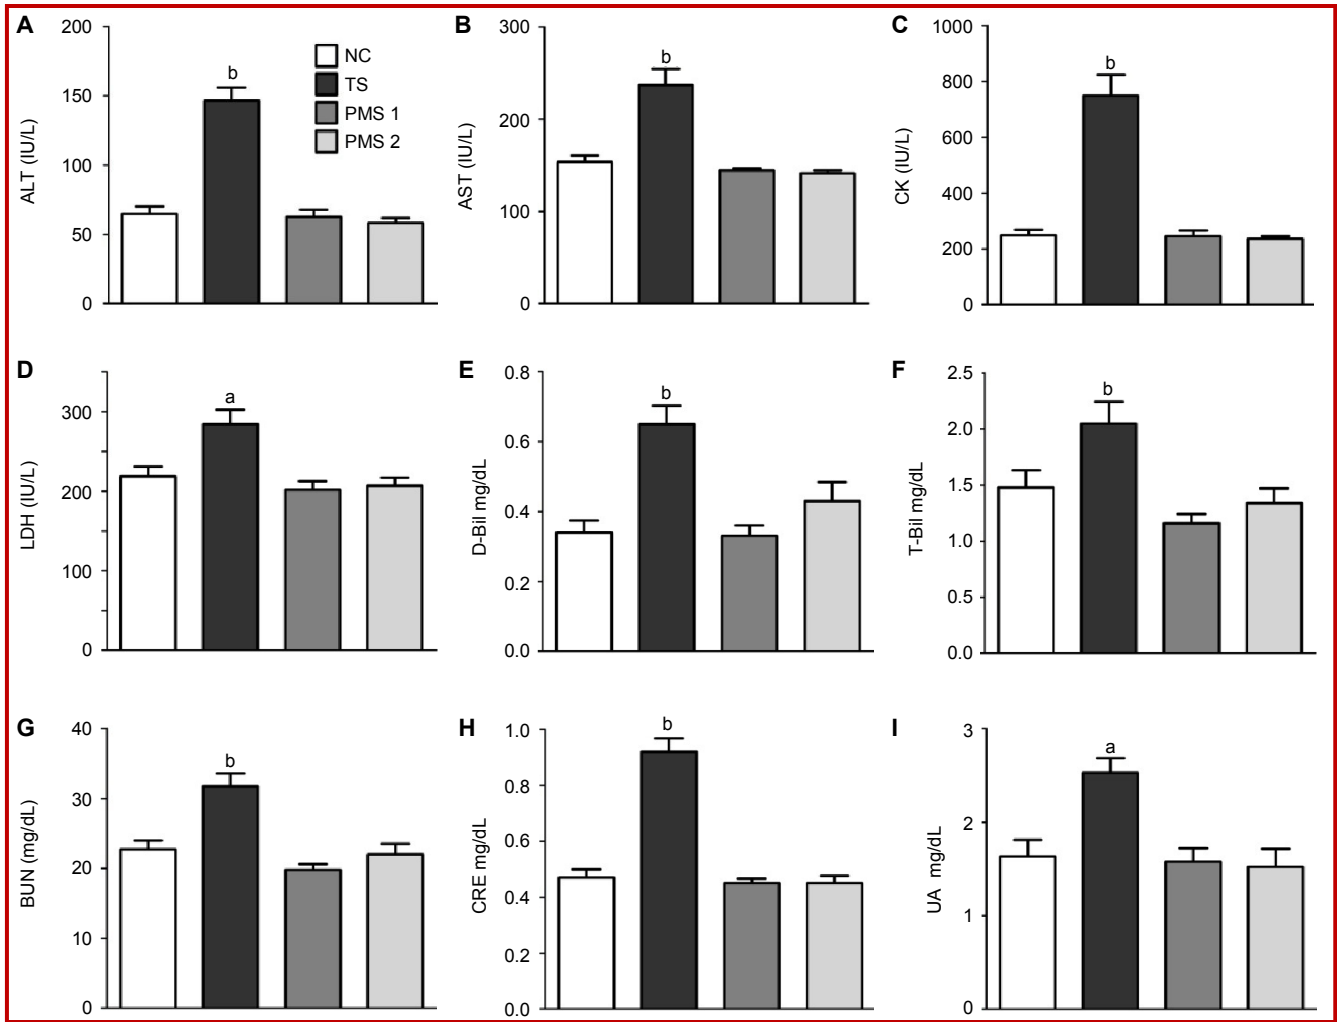 A
ALT (IU/L)
200
150
100
50
0
b
NC
TS
PMS 1
PMS 2
B
AST (IU/L)
300
200
100
0
b
C
CK (IU/L)
1000
800
600
400
200
0
b
D
LDH (IU/L)
300
200
100
0
a
E
D-Bil mg/dL
0.8
0.6
0.4
0.2
0.0
b
F
T-Bil mg/dL
2.5
2.0
1.5
1.0
0.5
0.0
b
G
BUN (mg/dL)
40
30
20
10
0
b
H
CRE mg/dL
1.0
0.8
0.6
0.4
0.2
0.0
b
I
UA mg/dL
3
2
1
0
a